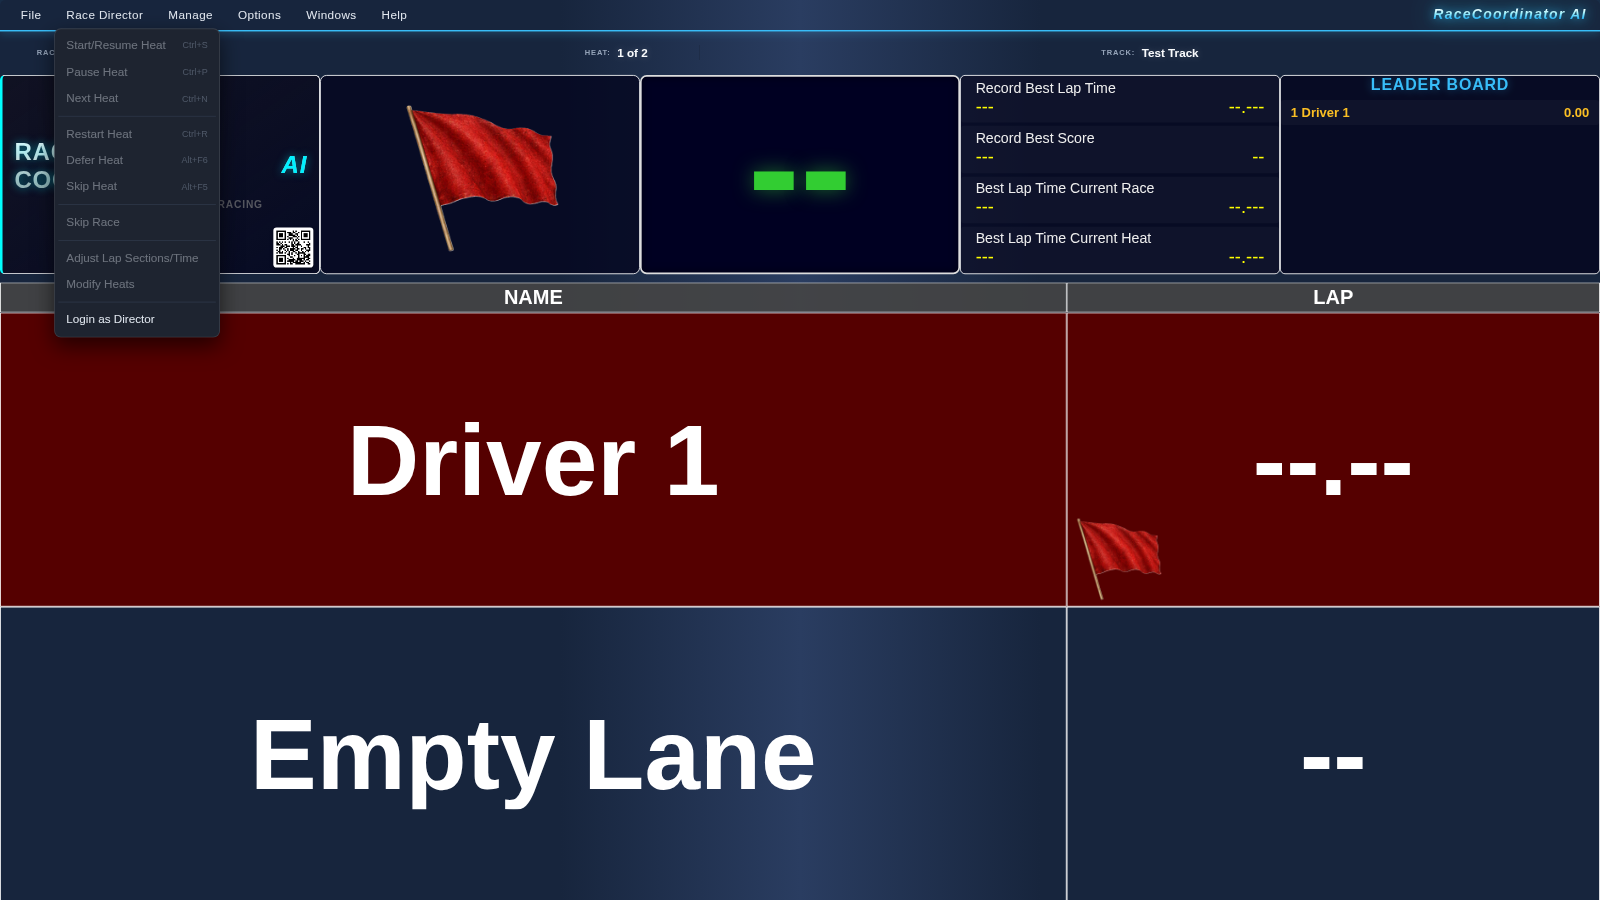 File Race Director Manage Options Windows Help RaceCoordinator AI
HEAT: 1 of 2 TRACK: Test Track
Start/Resume Heat Ctrl+S
Pause Heat Ctrl+P
Next Heat Ctrl+N
Restart Heat Ctrl+R
Defer Heat Alt+F6
Skip Heat Alt+F5
Skip Race
Adjust Lap Sections/Time
Modify Heats
Login as Director
AI
RACING
-- 
Record Best Lap Time
--- --.---
Record Best Score
--- --
Best Lap Time Current Race
--- --.---
Best Lap Time Current Heat
--- --.---
LEADER BOARD
1 Driver 1 0.00
NAME LAP
Driver 1 --.--
Empty Lane --